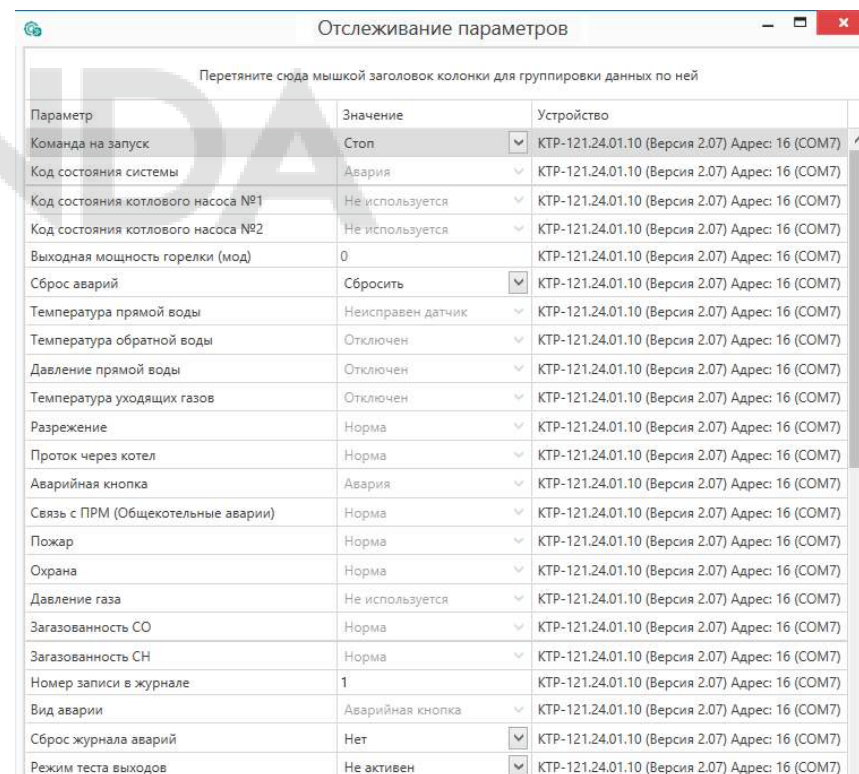 Отслеживание параметров
Перетяните сюда мышкой заголовок колонки для группировки данных по ней
Параметр Значение Устройство
Команда на запуск Стоп КТР-121.24.01.10 (Версия 2.07) Адрес: 16 (COM7)
Код состояния системы Авария КТР-121.24.01.10 (Версия 2.07) Адрес: 16 (COM7)
Код состояния котлового насоса №1 Не используется КТР-121.24.01.10 (Версия 2.07) Адрес: 16 (COM7)
Код состояния котлового насоса №2 Не используется КТР-121.24.01.10 (Версия 2.07) Адрес: 16 (COM7)
Выходная мощность горелки (мод) 0 КТР-121.24.01.10 (Версия 2.07) Адрес: 16 (COM7)
Сброс аварий Сбросить КТР-121.24.01.10 (Версия 2.07) Адрес: 16 (COM7)
Температура прямой воды Неисправен датчик КТР-121.24.01.10 (Версия 2.07) Адрес: 16 (COM7)
Температура обратной воды Отключен КТР-121.24.01.10 (Версия 2.07) Адрес: 16 (COM7)
Давление прямой воды Отключен КТР-121.24.01.10 (Версия 2.07) Адрес: 16 (COM7)
Температура уходящих газов Отключен КТР-121.24.01.10 (Версия 2.07) Адрес: 16 (COM7)
Разрежение Норма КТР-121.24.01.10 (Версия 2.07) Адрес: 16 (COM7)
Проток через котел Норма КТР-121.24.01.10 (Версия 2.07) Адрес: 16 (COM7)
Аварийная кнопка Авария КТР-121.24.01.10 (Версия 2.07) Адрес: 16 (COM7)
Связь с ПРМ (Общекотельные аварии) Норма КТР-121.24.01.10 (Версия 2.07) Адрес: 16 (COM7)
Пожар Норма КТР-121.24.01.10 (Версия 2.07) Адрес: 16 (COM7)
Охрана Норма КТР-121.24.01.10 (Версия 2.07) Адрес: 16 (COM7)
Давление газа Не используется КТР-121.24.01.10 (Версия 2.07) Адрес: 16 (COM7)
Загазованность CO Норма КТР-121.24.01.10 (Версия 2.07) Адрес: 16 (COM7)
Загазованность CH Норма КТР-121.24.01.10 (Версия 2.07) Адрес: 16 (COM7)
Номер записи в журнале 1 КТР-121.24.01.10 (Версия 2.07) Адрес: 16 (COM7)
Вид аварии Аварийная кнопка КТР-121.24.01.10 (Версия 2.07) Адрес: 16 (COM7)
Сброс журнала аварий Нет КТР-121.24.01.10 (Версия 2.07) Адрес: 16 (COM7)
Режим теста выходов Не активен КТР-121.24.01.10 (Версия 2.07) Адрес: 16 (COM7)